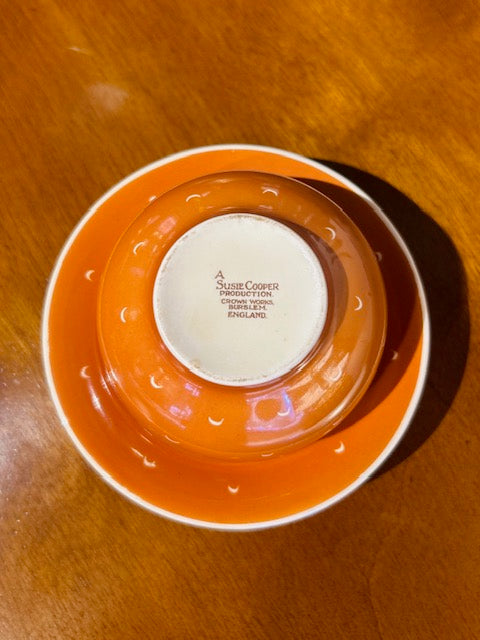 A
SUSIE COOPER
PRODUCTION.
CROWN WORKS,
BURSLEM,
ENGLAND.